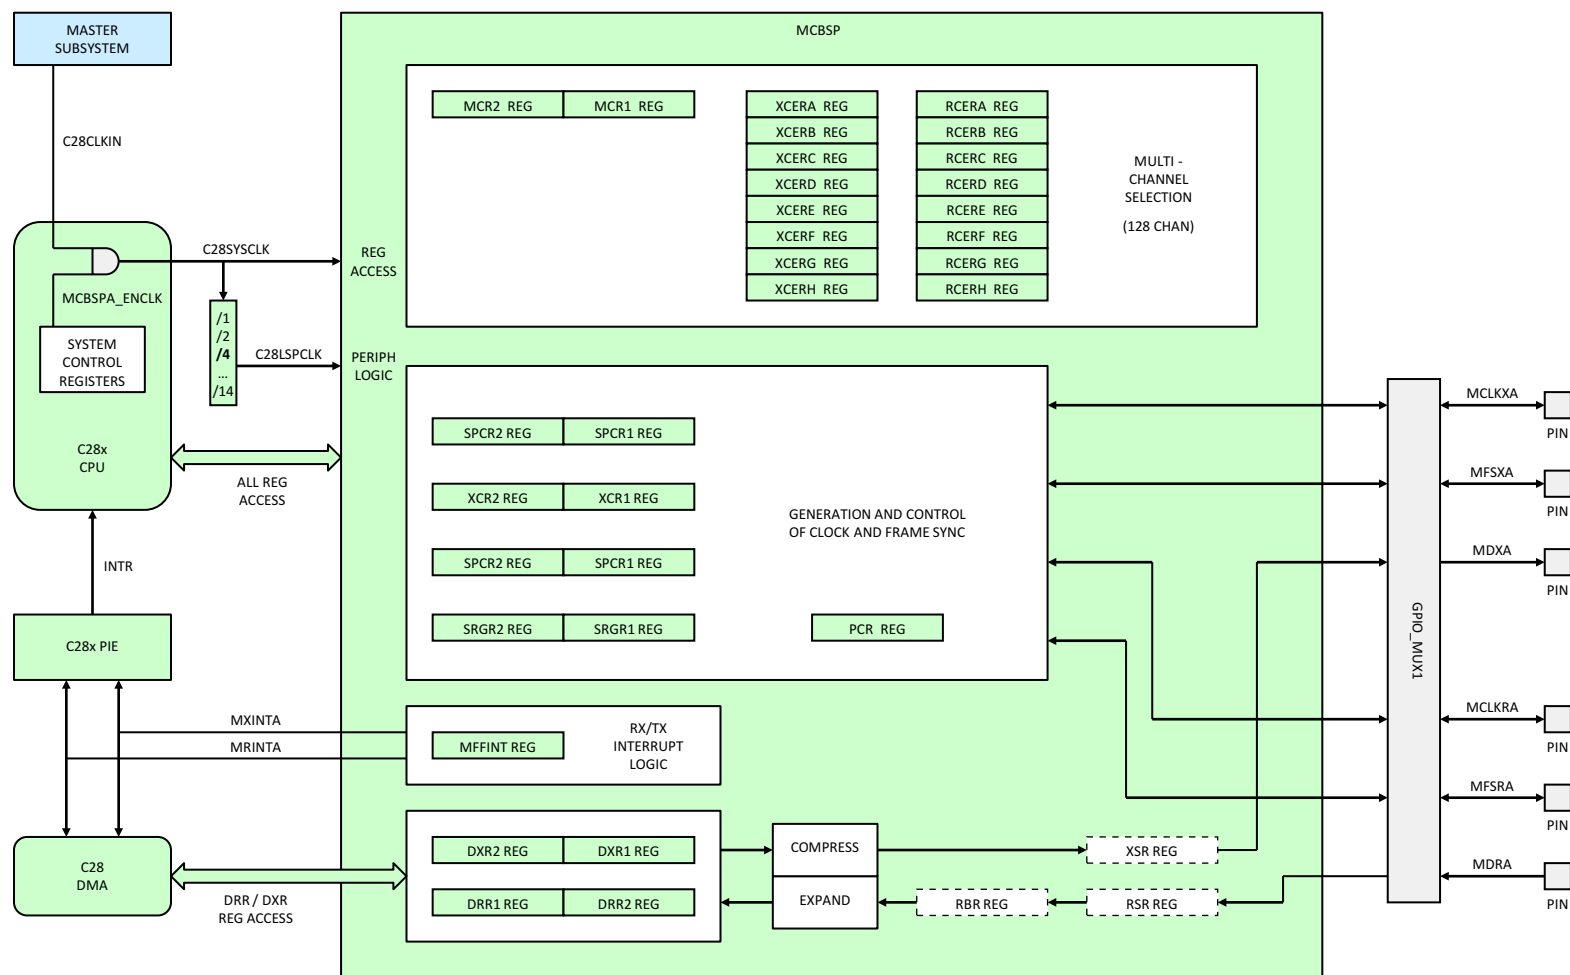 MASTER
SUBSYSTEM
MCBSP
C28CLKIN
MCR2 REG
MCR1 REG
XCERA REG
XCERB REG
XCERC REG
XCERD REG
XCERE REG
XCERF REG
XCERG REG
XCERH REG
RCERA REG
RCERB REG
RCERC REG
RCERD REG
RCERE REG
RCERF REG
RCERG REG
RCERH REG
MULTI -
CHANNEL
SELECTION
(128 CHAN)
C28SYSCLK
REG
ACCESS
MCBSPA_ENCLK
SYSTEM
CONTROL
REGISTERS
/1
/2
/4
...
/14
C28LSPCLK
PERIPH
LOGIC
C28x
CPU
ALL REG
ACCESS
SPCR2 REG
SPCR1 REG
XCR2 REG
XCR1 REG
SPCR2 REG
SPCR1 REG
SRGR2 REG
SRGR1 REG
GENERATION AND CONTROL
OF CLOCK AND FRAME SYNC
PCR REG
INTR
C28x PIE
MXINTA
MRINTA
MFFINT REG
RX/TX
INTERRUPT
LOGIC
C28
DMA
DRR / DXR
REG ACCESS
DXR2 REG
DXR1 REG
DRR1 REG
DRR2 REG
COMPRESS
EXPAND
XSR REG
RBR REG
RSR REG
GPIO_MUX1
MCLKXA
PIN
MFSXA
PIN
MDXA
PIN
MCLKRA
PIN
MFSRA
PIN
MDRA
PIN